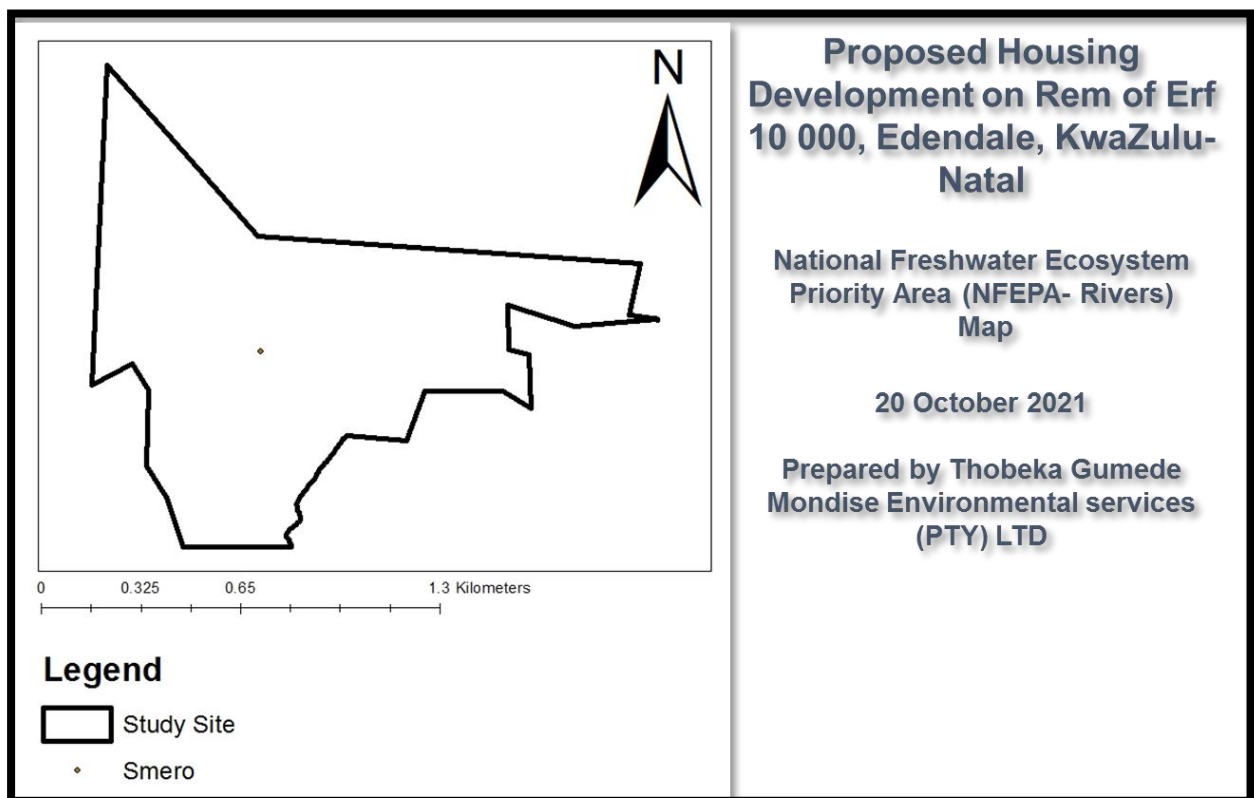 N
0 0.325 0.65 1.3 Kilometers
Legend
Study Site
Smero
Proposed Housing
Development on Rem of Erf
10 000, Edendale, KwaZulu-
Natal
National Freshwater Ecosystem
Priority Area (NFEPA- Rivers)
Map
20 October 2021
Prepared by Thobeka Gumede
Mondise Environmental services
(PTY) LTD